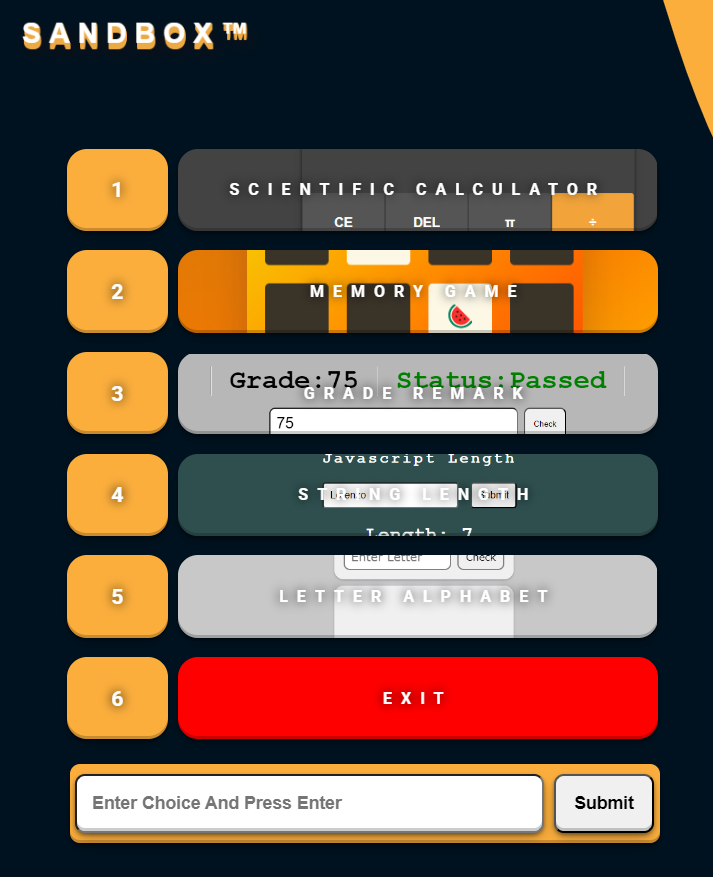 SANDBOX™
1
SCIENTIFIC CALCULATOR
CE DEL π ÷
2
MEMORY GAME
3
Grade:75 Status:Passed
GRADE REMARK
75 Check
4
Javascript Length
STRING LENGTH
Lorenzo Submit
Length: 7
5
Enter Letter Check
LETTER ALPHABET
6
EXIT
Enter Choice And Press Enter Submit